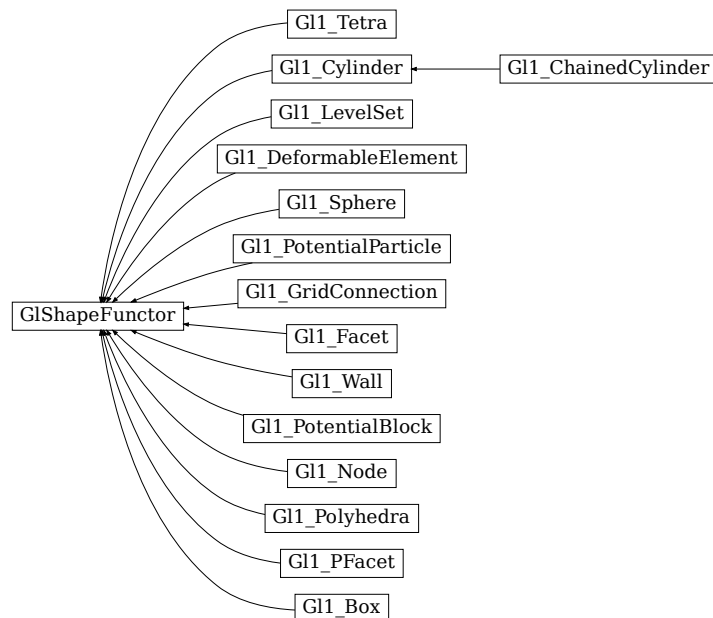 Gl1_Tetra
Gl1_Cylinder
Gl1_ChainedCylinder
Gl1_LevelSet
Gl1_DeformableElement
Gl1_Sphere
Gl1_PotentialParticle
Gl1_GridConnection
GlShapeFunctor
Gl1_Facet
Gl1_Wall
Gl1_PotentialBlock
Gl1_Node
Gl1_Polyhedra
Gl1_PFacet
Gl1_Box